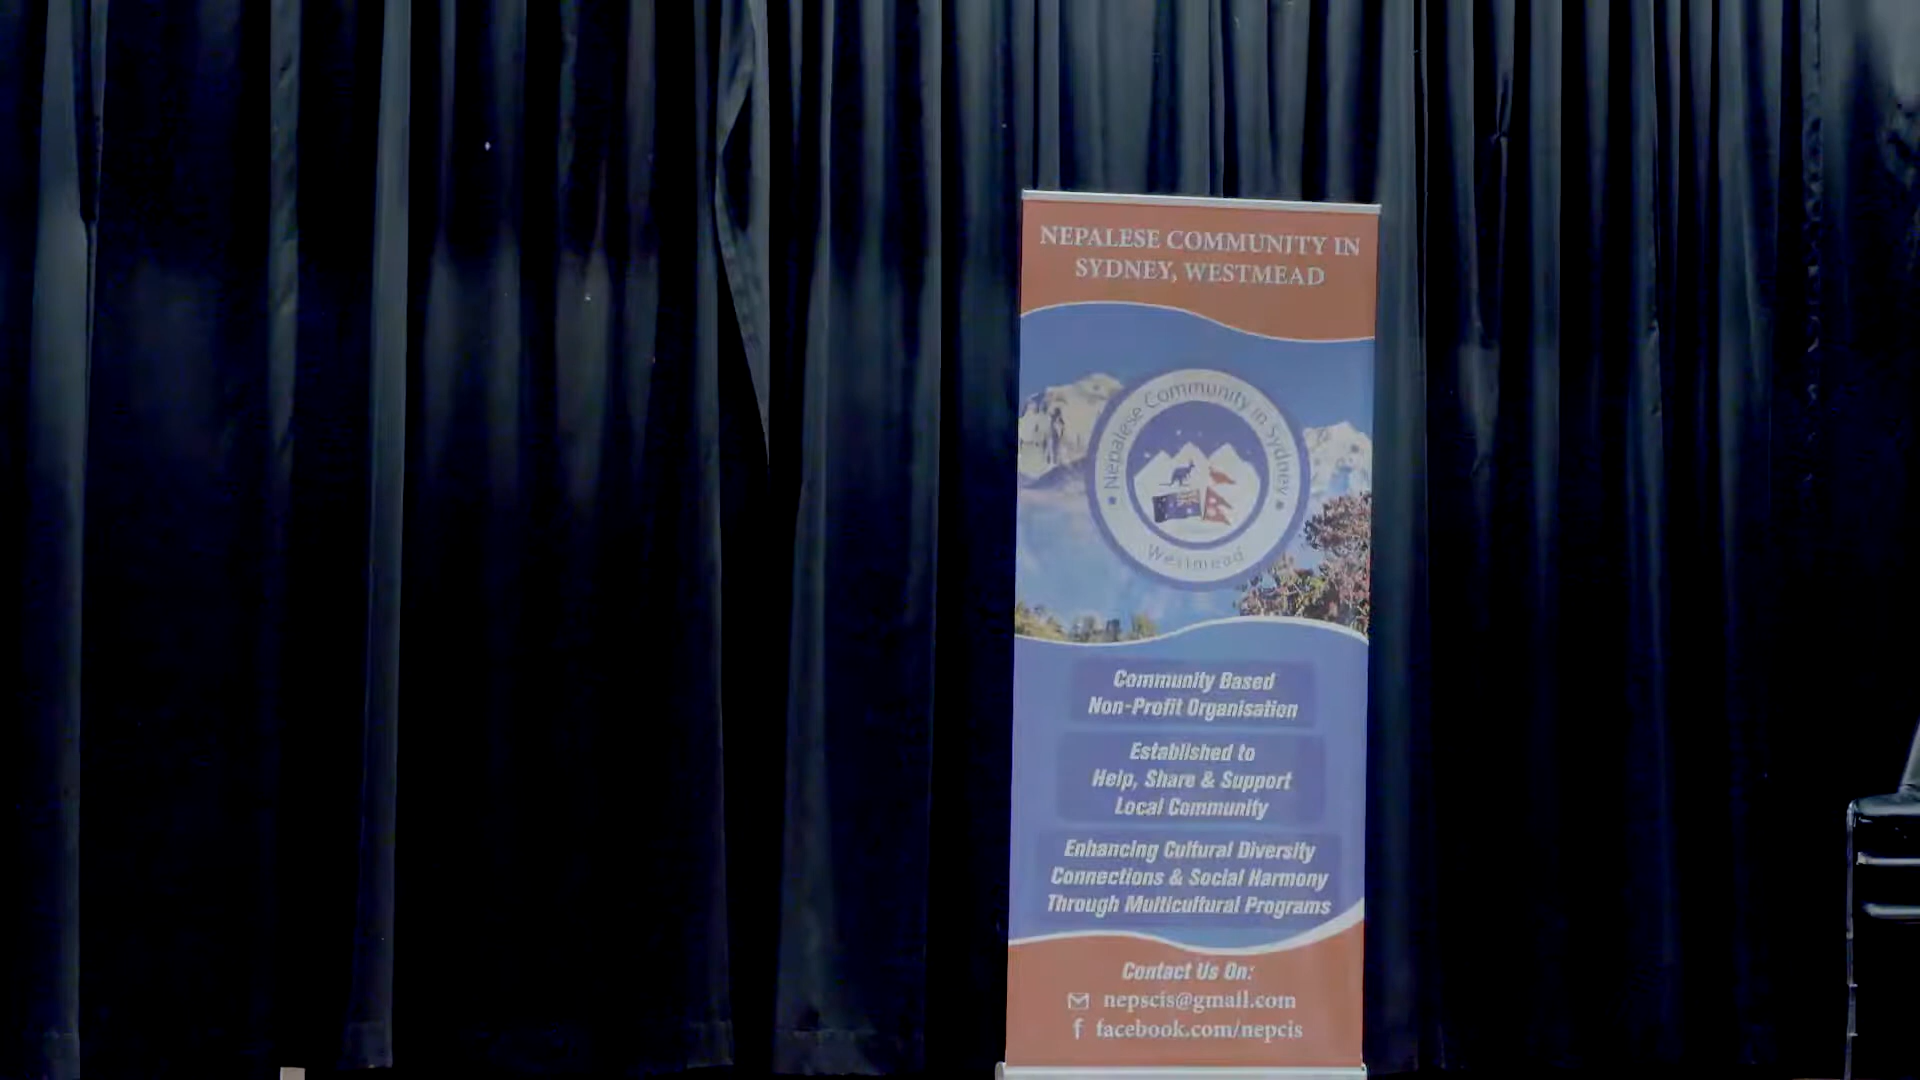 NEPALESE COMMUNITY IN
SYDNEY, WESTMEAD
Nepalese Community in Sydney
Westmead
Community Based
Non-Profit Organisation
Established to
Help, Share & Support
Local Community
Enhancing Cultural Diversity
Connections & Social Harmony
Through Multicultural Programs
Contact Us On:
nepscis@gmail.com
facebook.com/nepcis